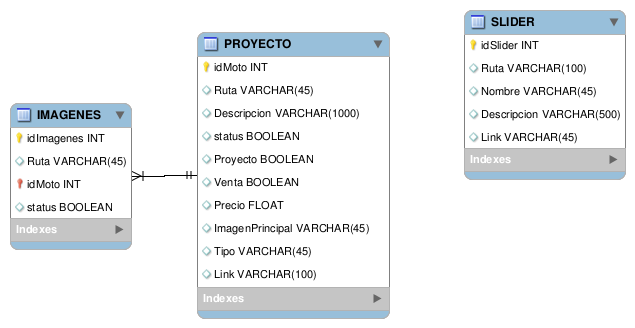 IMAGENES
idImagenes INT
Ruta VARCHAR(45)
idMoto INT
status BOOLEAN
Indexes
PROYECTO
idMoto INT
Ruta VARCHAR(45)
Descripcion VARCHAR(1000)
status BOOLEAN
Proyecto BOOLEAN
Venta BOOLEAN
Precio FLOAT
ImagenPrincipal VARCHAR(45)
Tipo VARCHAR(45)
Link VARCHAR(100)
Indexes
SLIDER
idSlider INT
Ruta VARCHAR(100)
Nombre VARCHAR(45)
Descripcion VARCHAR(500)
Link VARCHAR(45)
Indexes